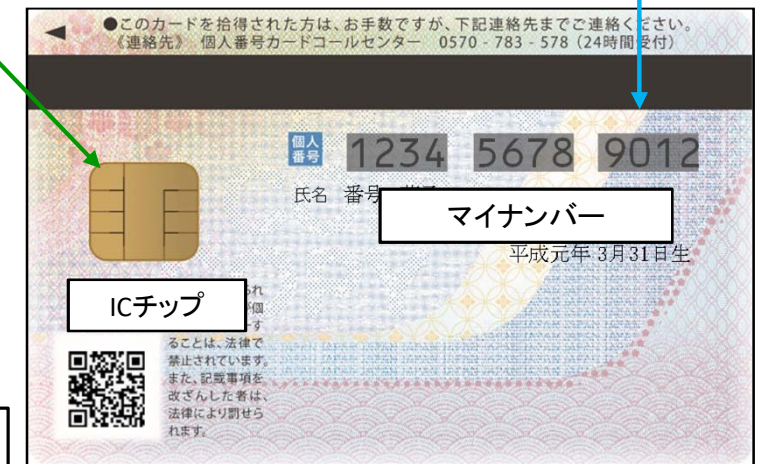 ●このカードを拾得された方は、お手数ですが、下記連絡先までご連絡ください。
《連絡先》 個人番号カードコールセンター 0570 - 783 - 578（24時間受付）
個人
番号
1234 5678 9012
氏名 番号
マイナンバー
平成元年 3月31日生
ICチップ
ることは、法律で
禁止されています。
また、記載事項を
改ざんした者は、
法律により罰せら
れます。